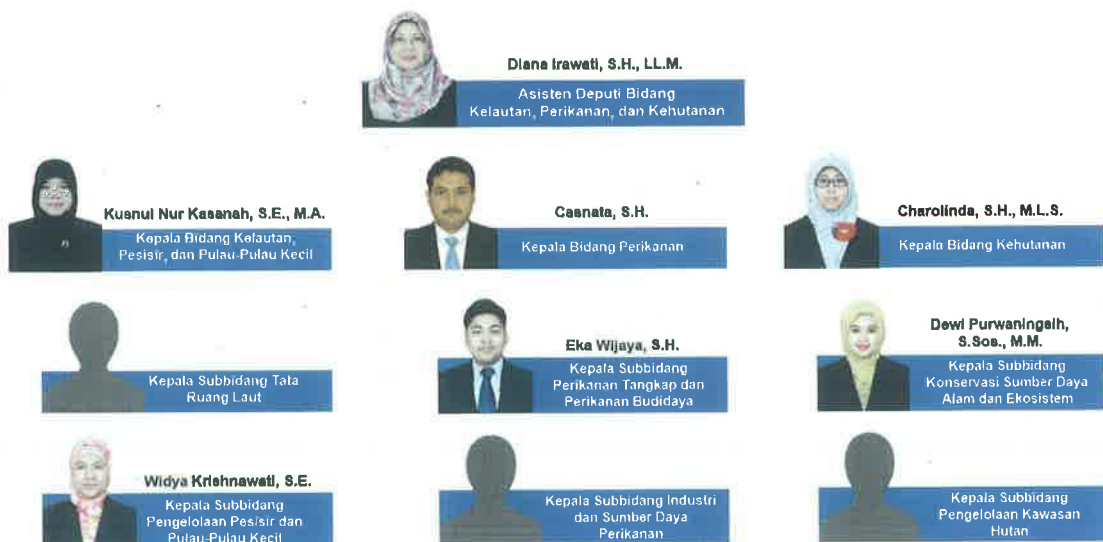 Diana Irawati, S.H., LL.M.
Asisten Deputi Bidang
Kelautan, Perikanan, dan Kehutanan
Kusnul Nur Kasanah, S.E., M.A.
Kepala Bidang Kelautan,
Pesisir, dan Pulau-Pulau Kecil
Casnata, S.H.
Kepala Bidang Perikanan
Charolinda, S.H., M.L.S.
Kepala Bidang Kehutanan
Kepala Subbidang Tata
Ruang Laut
Eka Wijaya, S.H.
Kepala Subbidang
Perikanan Tangkap dan
Perikanan Budidaya
Dewi Purwaningsih,
S.Sos., M.M.
Kepala Subbidang
Konservasi Sumber Daya
Alam dan Ekosistem
Widya Krishnawati, S.E.
Kepala Subbidang
Pengelolaan Pesisir dan
Pulau-Pulau Kecil
Kepala Subbidang Industri
dan Sumber Daya
Perikanan
Kepala Subbidang
Pengelolaan Kawasan
Hutan